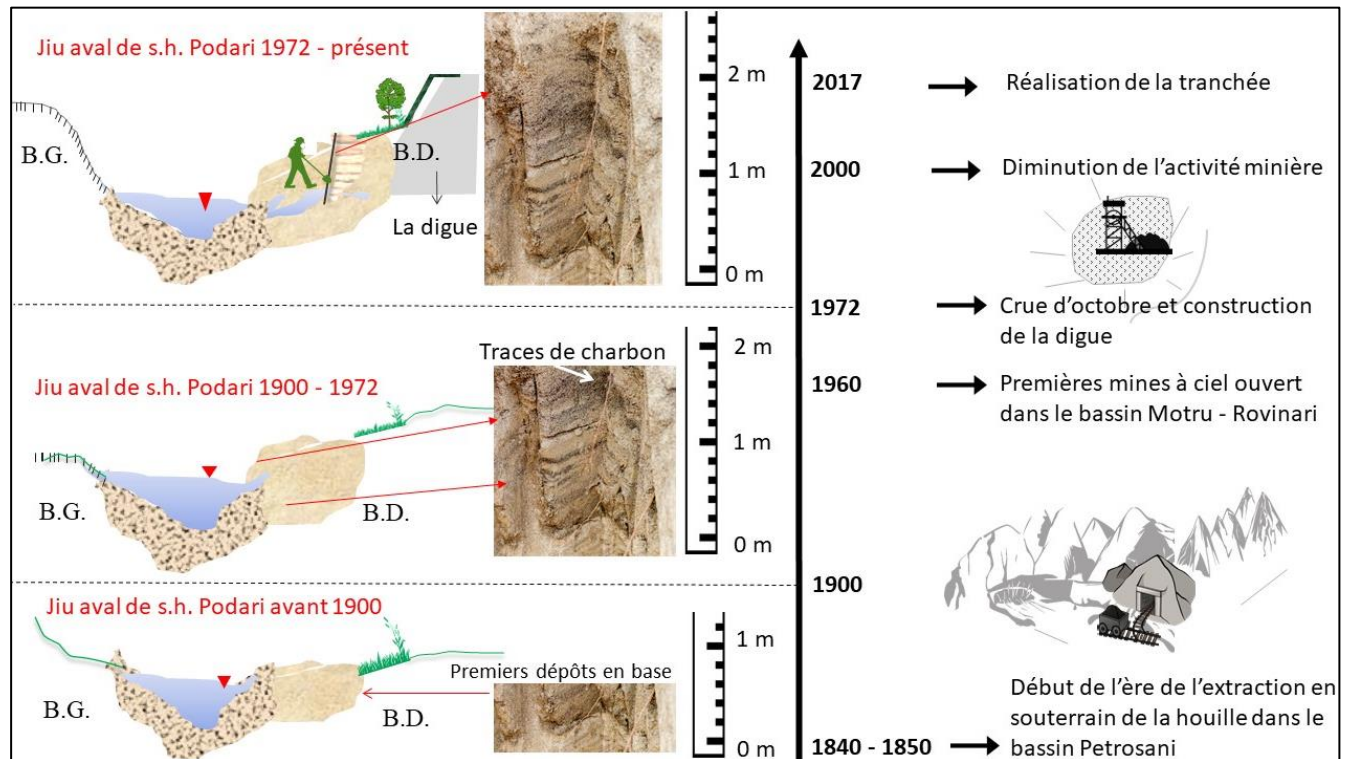 Jiu aval de s.h. Podari 1972 - présent
B.G.
B.D.
La digue
2 m
1 m
0 m
2017
Réalisation de la tranchée
2000
Diminution de l’activité minière
1972
Crue d’octobre et construction
de la digue
Jiu aval de s.h. Podari 1900 - 1972
B.G.
B.D.
Traces de charbon
2 m
1 m
0 m
1960
Premières mines à ciel ouvert
dans le bassin Motru - Rovinari
1900
Jiu aval de s.h. Podari avant 1900
B.G.
B.D.
Premiers dépôts en base
1 m
0 m
1840 - 1850
Début de l’ère de l’extraction en
souterrain de la houille dans le
bassin Petrosani